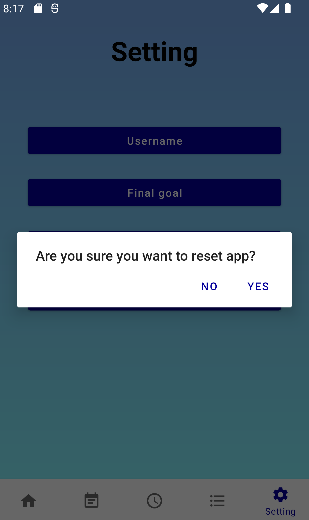 8:17
Setting
Username
Final goal
Are you sure you want to reset app?
NO YES
Setting